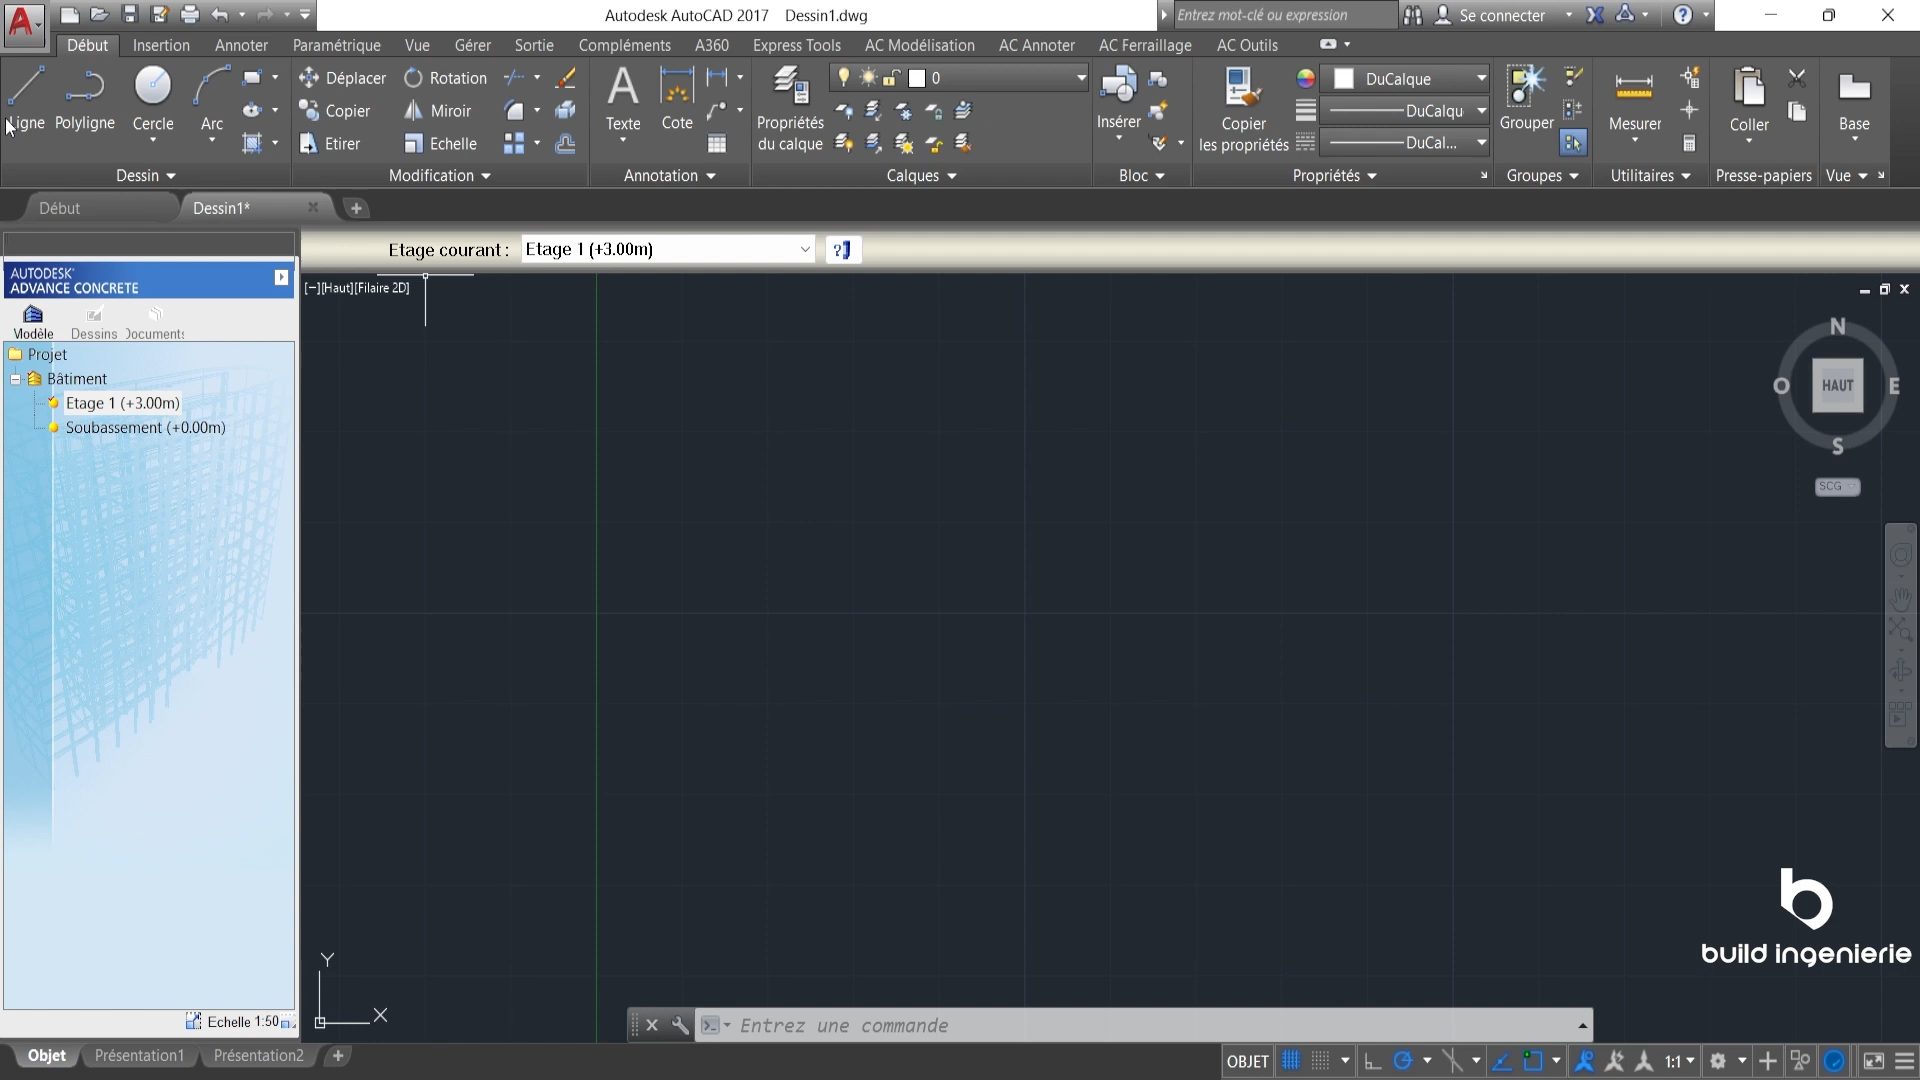 Autodesk AutoCAD 2017 Dessin1.dwg
Entrez mot-clé ou expression
Se connecter
Début Insertion Annoter Paramétrique Vue Gérer Sortie Compléments A360 Express Tools AC Modélisation AC Annoter AC Ferraillage AC Outils
Ligne Polyligne Cercle Arc
Déplacer Rotation
Copier Miroir
Etirer Echelle
Texte Cote
Propriétés
du calque
0
Insérer
Copier
les propriétés
DuCalque
DuCalqu
DuCal...
Grouper Mesurer Coller Base
Dessin Modification Annotation Calques Bloc Propriétés Groupes Utilitaires Presse-papiers Vue
Début Dessin1*
Etage courant : Etage 1 (+3.00m)
AUTODESK
ADVANCE CONCRETE
Modèle Dessins Documents
Projet
Bâtiment
Etage 1 (+3.00m)
Soubassement (+0.00m)
Echelle 1:50
[−][Haut][Filaire 2D]
N
O HAUT E
S
SCG
build ingenierie
Y
X
Entrez une commande
Objet Présentation1 Présentation2
OBJET 1:1